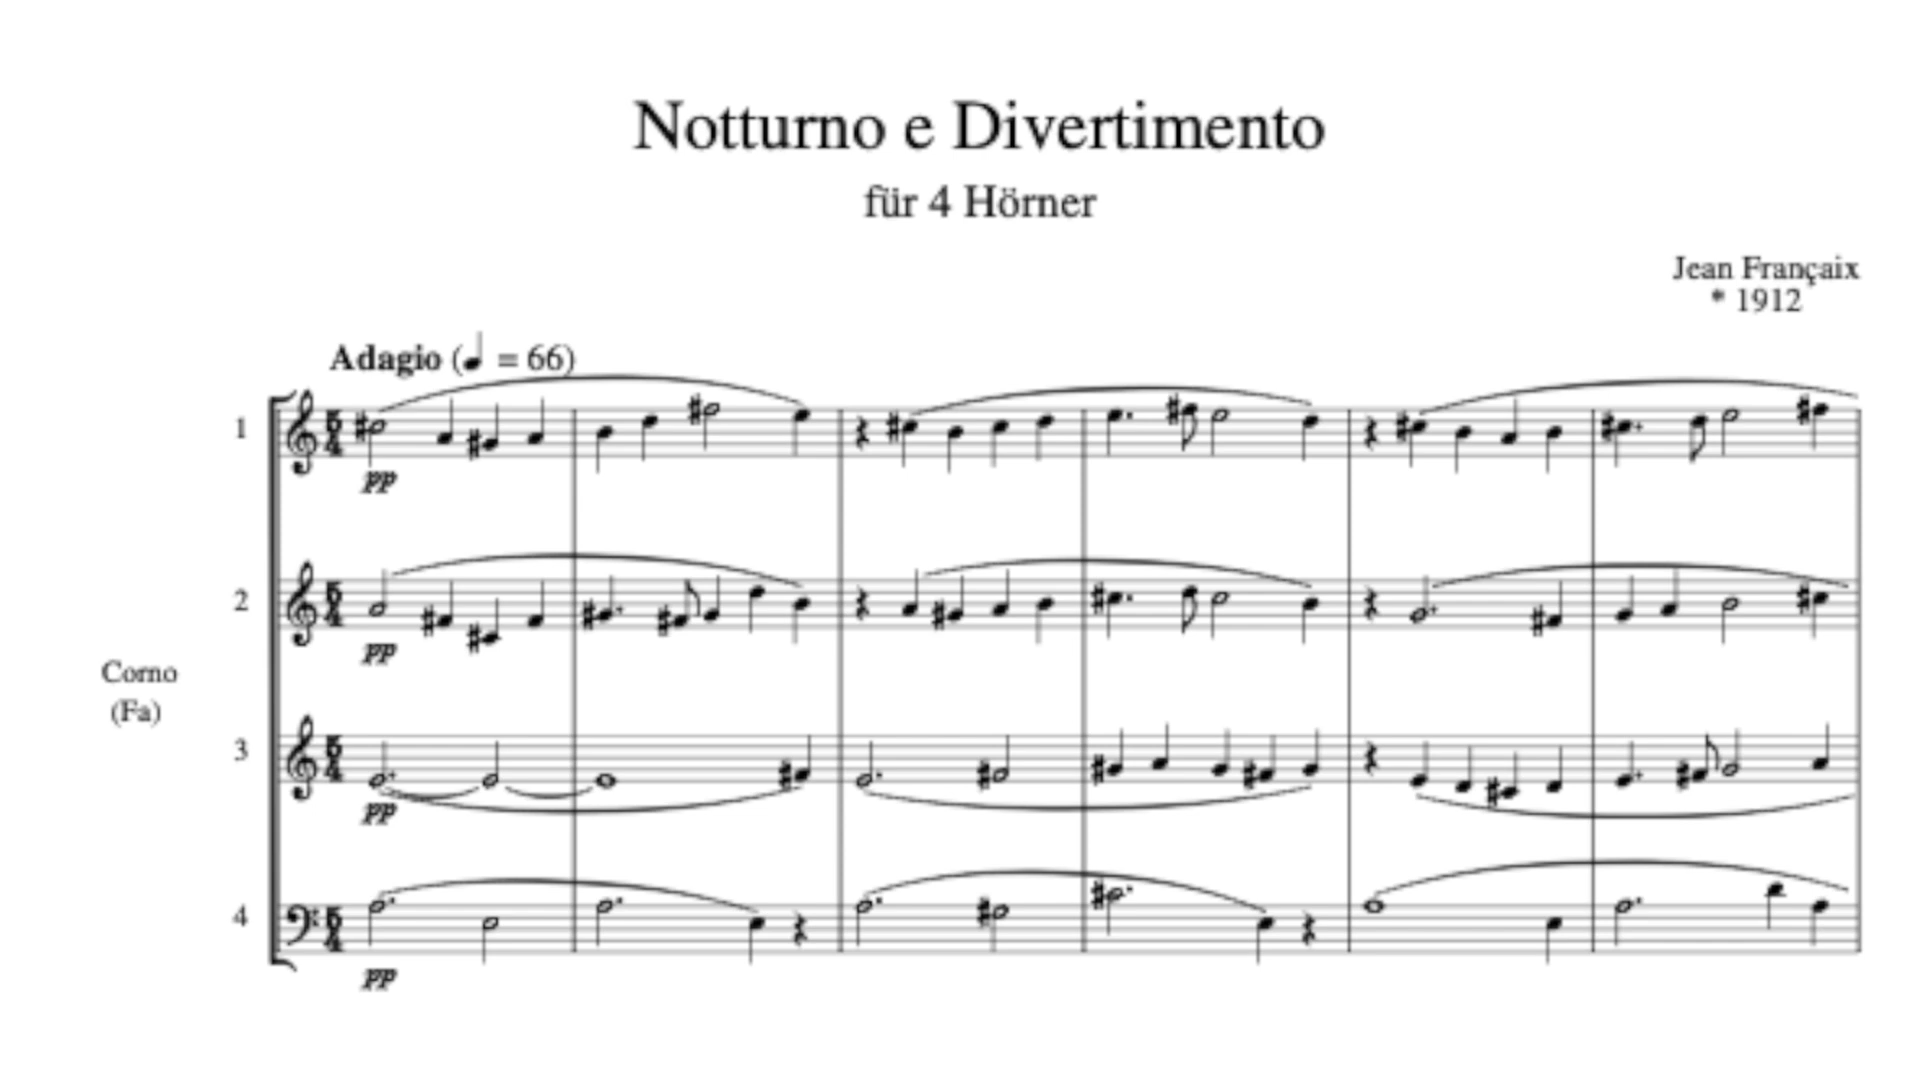 Notturno e Divertimento
für 4 Hörner
Jean Françaix
* 1912
Adagio (♩ = 66)
1
pp
2
pp
Corno
(Fa)
3
pp
4
pp